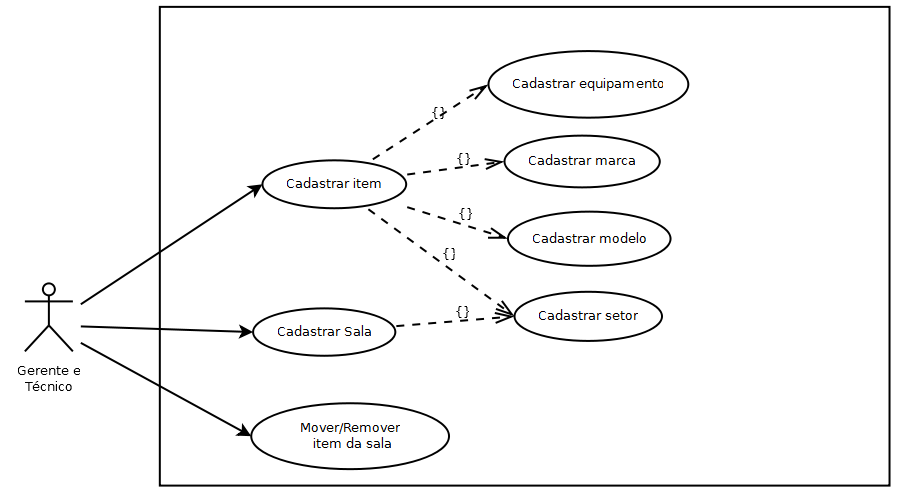 Cadastrar equipamento
{}
Cadastrar marca
{}
Cadastrar item
{}
Cadastrar modelo
{}
Cadastrar setor
{}
Cadastrar Sala
Gerente e
Técnico
Mover/Remover
item da sala